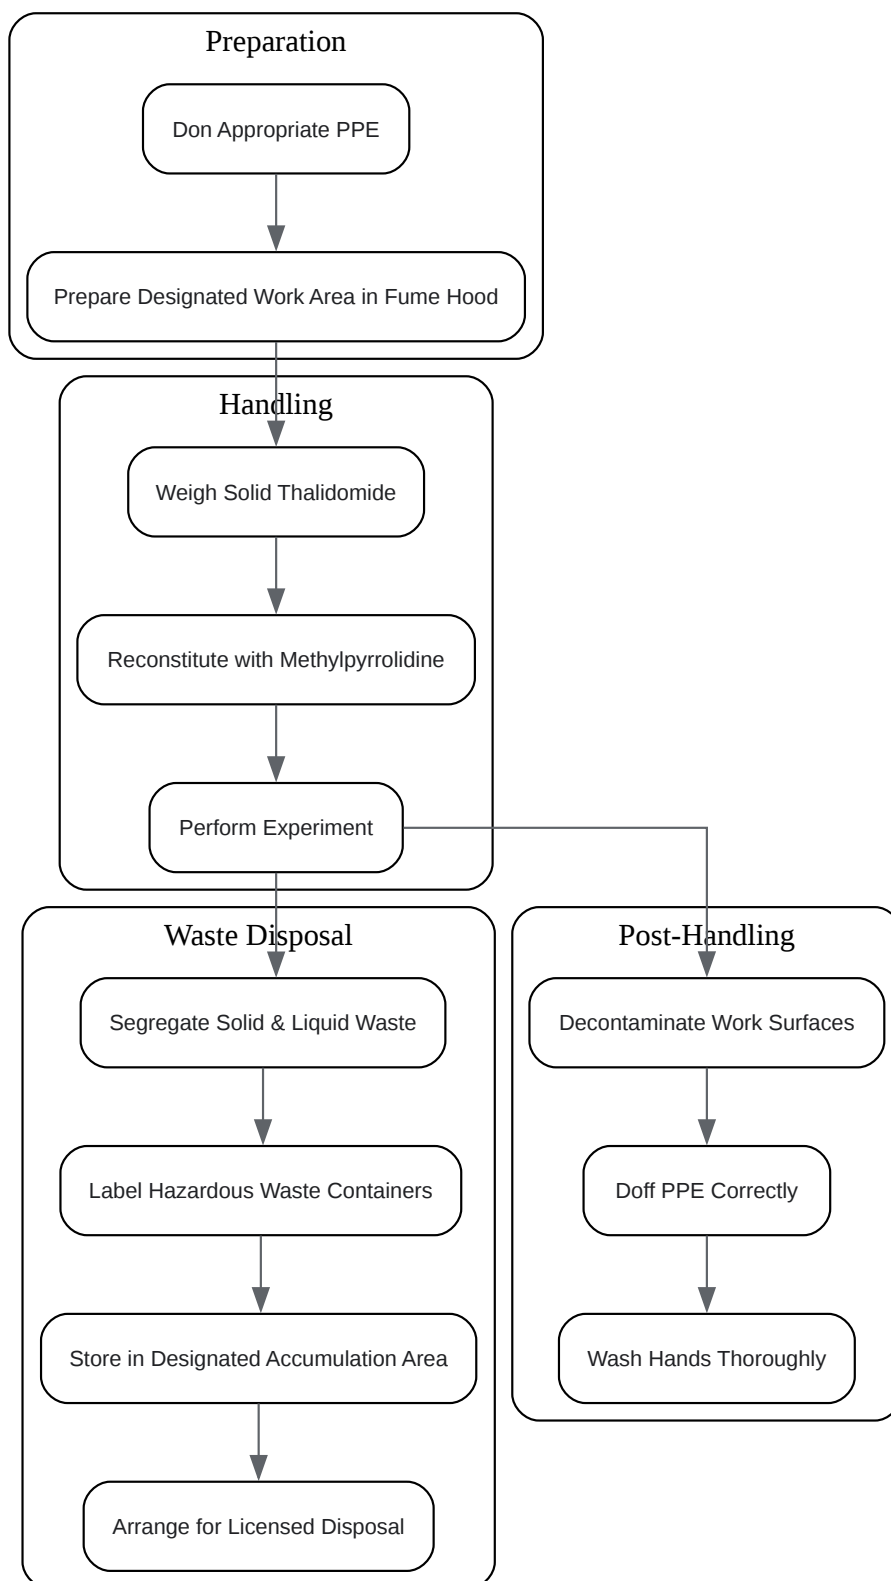 Preparation
Don Appropriate PPE
Prepare Designated Work Area in Fume Hood
Handling
Weigh Solid Thalidomide
Reconstitute with Methylpyrrolidine
Perform Experiment
Waste Disposal
Segregate Solid & Liquid Waste
Label Hazardous Waste Containers
Store in Designated Accumulation Area
Arrange for Licensed Disposal
Post-Handling
Decontaminate Work Surfaces
Doff PPE Correctly
Wash Hands Thoroughly